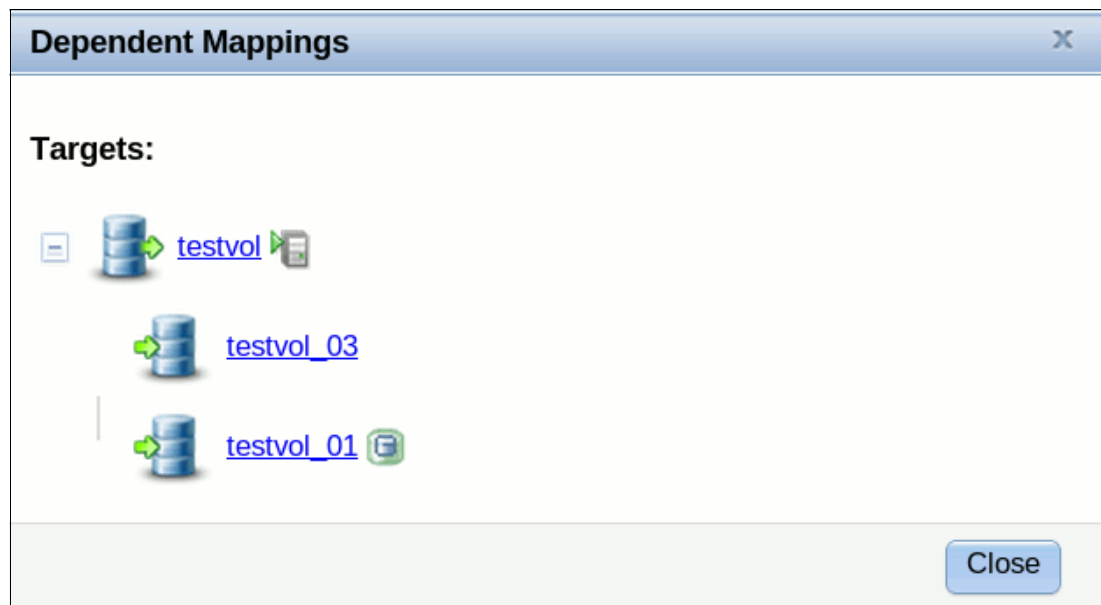 Dependent Mappings
Targets:
testvol
testvol_03
testvol_01
Close